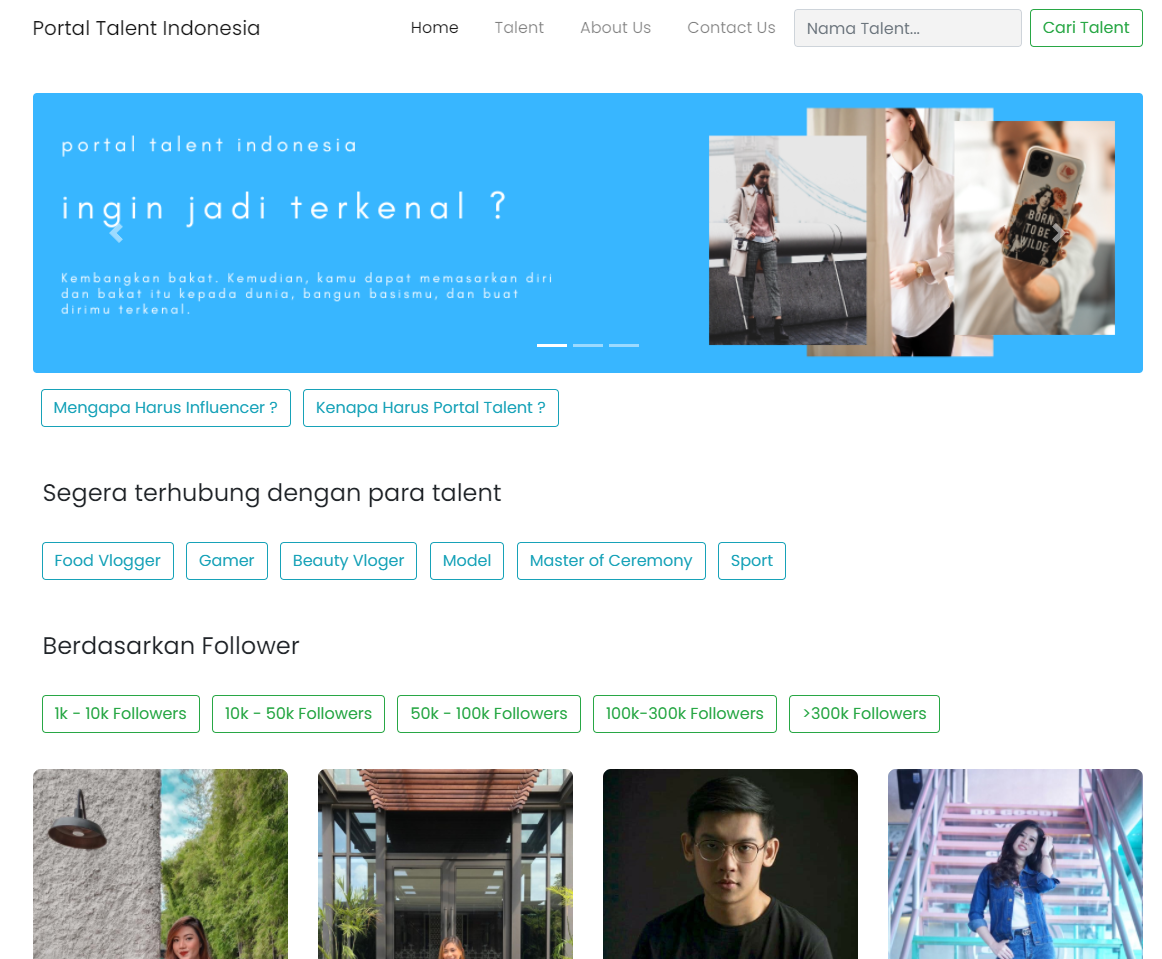 Portal Talent Indonesia
Home
Talent
About Us
Contact Us
Nama Talent...
Cari Talent
portal talent indonesia
ingin jadi terkenal ?
Kembangkan bakat. Kemudian, kamu dapat memasarkan diri
dan bakat itu kepada dunia, bangun basismu, dan buat
dirimu terkenal.
BORN
TO BE
WILDE
Mengapa Harus Influencer ?
Kenapa Harus Portal Talent ?
Segera terhubung dengan para talent
Food Vlogger
Gamer
Beauty Vloger
Model
Master of Ceremony
Sport
Berdasarkan Follower
1k - 10k Followers
10k - 50k Followers
50k - 100k Followers
100k-300k Followers
>300k Followers
DO GOOD!